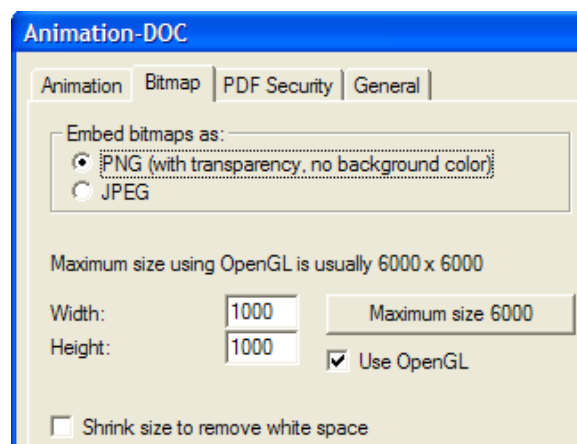 Animation-DOC
Animation Bitmap PDF Security General
Embed bitmaps as:
PNG (with transparency, no background color)
JPEG
Maximum size using OpenGL is usually 6000 x 6000
Width: 1000 Maximum size 6000
Height: 1000 Use OpenGL
Shrink size to remove white space